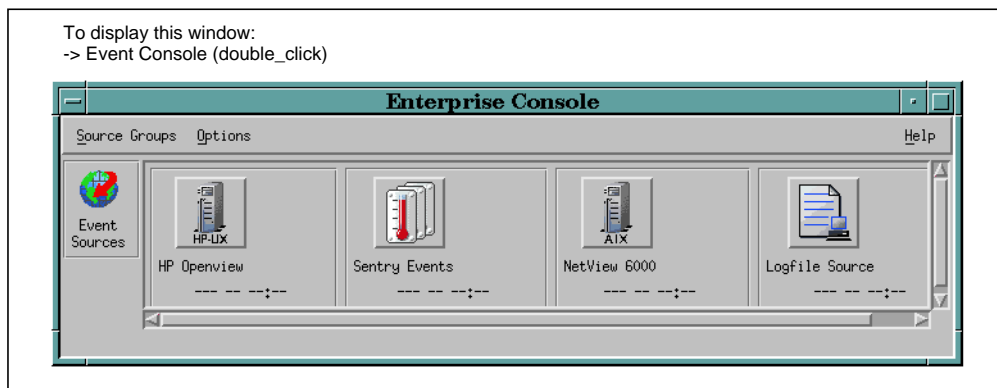 To display this window:
-> Event Console (double_click)
Enterprise Console
Source Groups Options Help
Event
Sources
HP-UX
HP Openview
--- -- --:--
Sentry Events
--- -- --:--
AIX
NetView 6000
--- -- --:--
Logfile Source
--- -- --:--